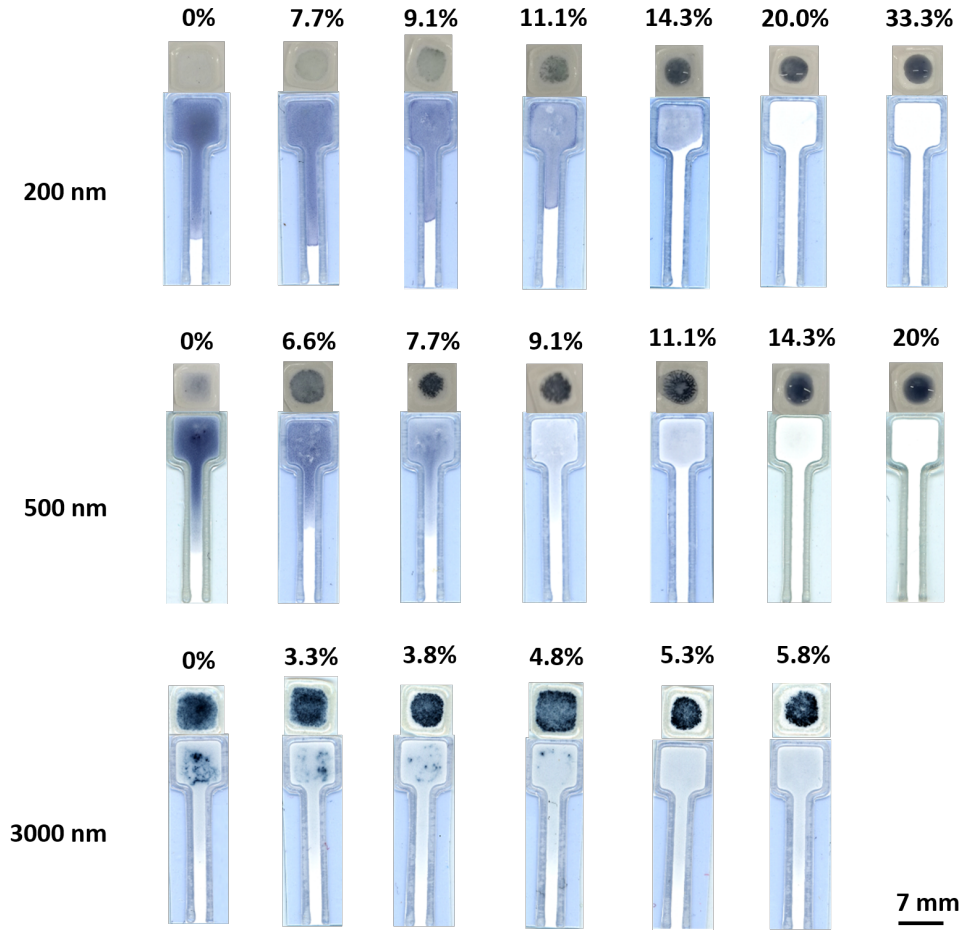 0% 7.7% 9.1% 11.1% 14.3% 20.0% 33.3%
200 nm
0% 6.6% 7.7% 9.1% 11.1% 14.3% 20%
500 nm
0% 3.3% 3.8% 4.8% 5.3% 5.8%
3000 nm
7 mm